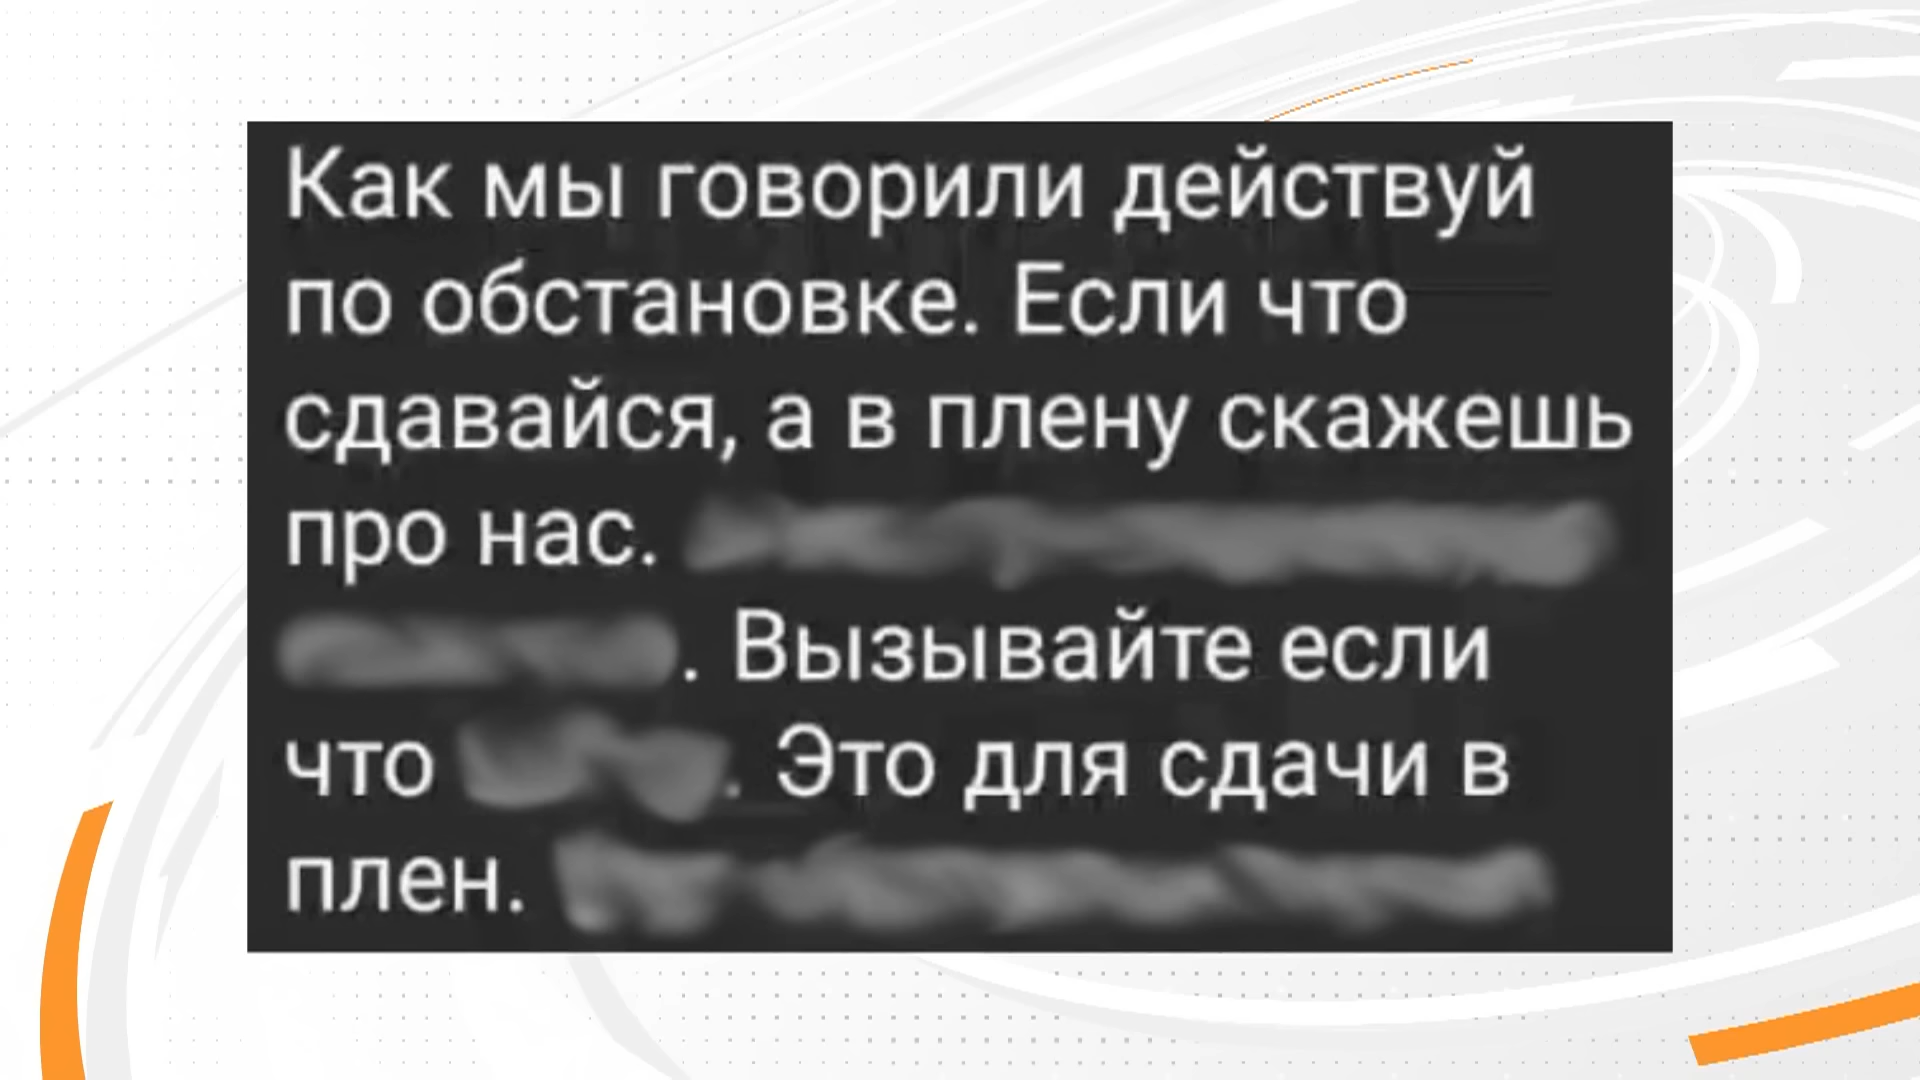 Как мы говорили действуй
по обстановке. Если что
сдавайся, а в плену скажешь
про нас.
. Вызывайте если
что . Это для сдачи в
плен.